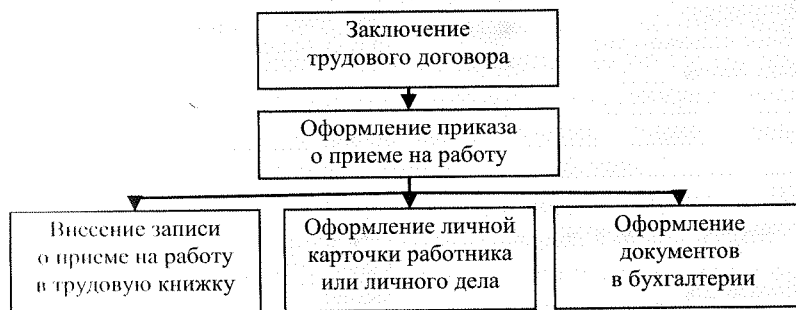 Заключение
трудового договора
Оформление приказа
о приеме на работу
Внесение записи
о приеме на работу
в трудовую книжку
Оформление личной
карточки работника
или личного дела
Оформление
документов
в бухгалтерии